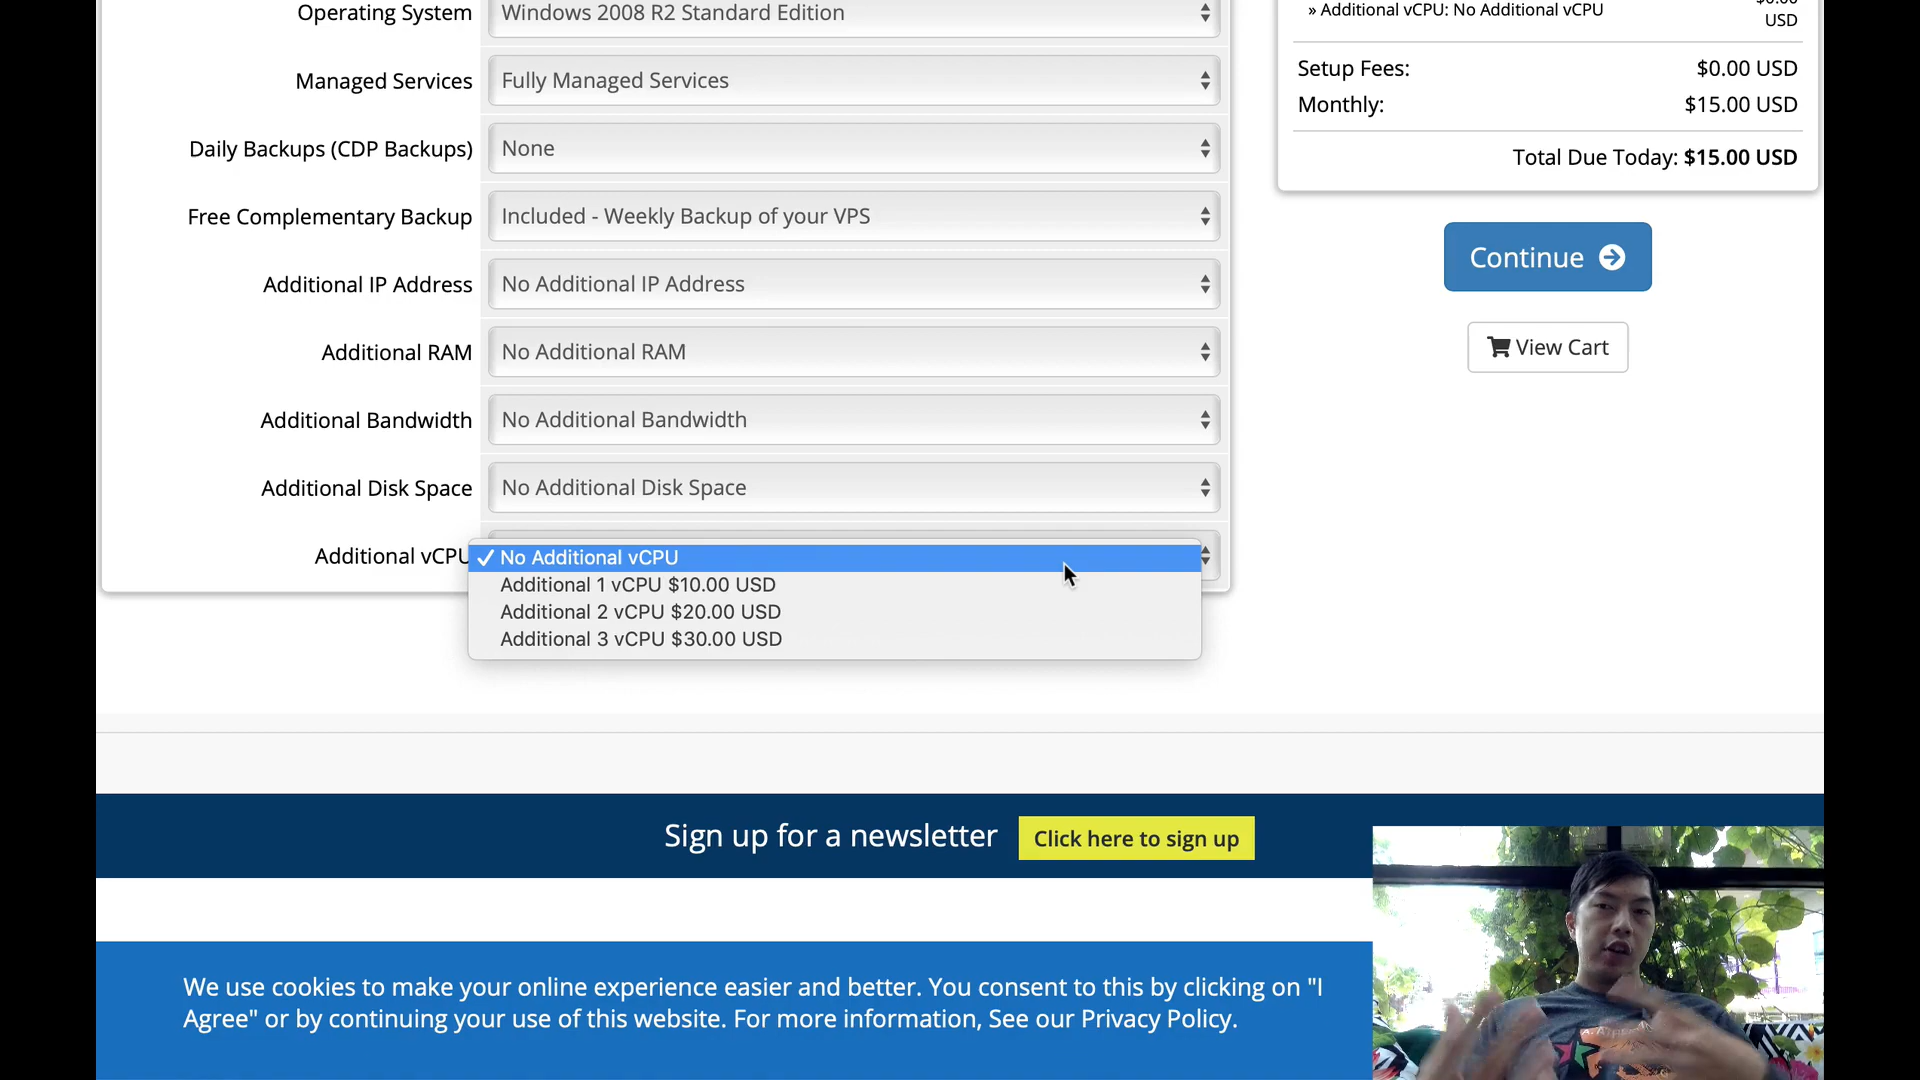 Operating System
Windows 2008 R2 Standard Edition
Managed Services
Fully Managed Services
Daily Backups (CDP Backups)
None
Free Complementary Backup
Included - Weekly Backup of your VPS
Additional IP Address
No Additional IP Address
Additional RAM
No Additional RAM
Additional Bandwidth
No Additional Bandwidth
Additional Disk Space
No Additional Disk Space
Additional vCPU
✓ No Additional vCPU
Additional 1 vCPU $10.00 USD
Additional 2 vCPU $20.00 USD
Additional 3 vCPU $30.00 USD
» Additional vCPU: No Additional vCPU
$0.00
USD
Setup Fees:
$0.00 USD
Monthly:
$15.00 USD
Total Due Today: $15.00 USD
Continue
View Cart
Sign up for a newsletter
Click here to sign up
We use cookies to make your online experience easier and better. You consent to this by clicking on "I
Agree" or by continuing your use of this website. For more information, See our Privacy Policy.